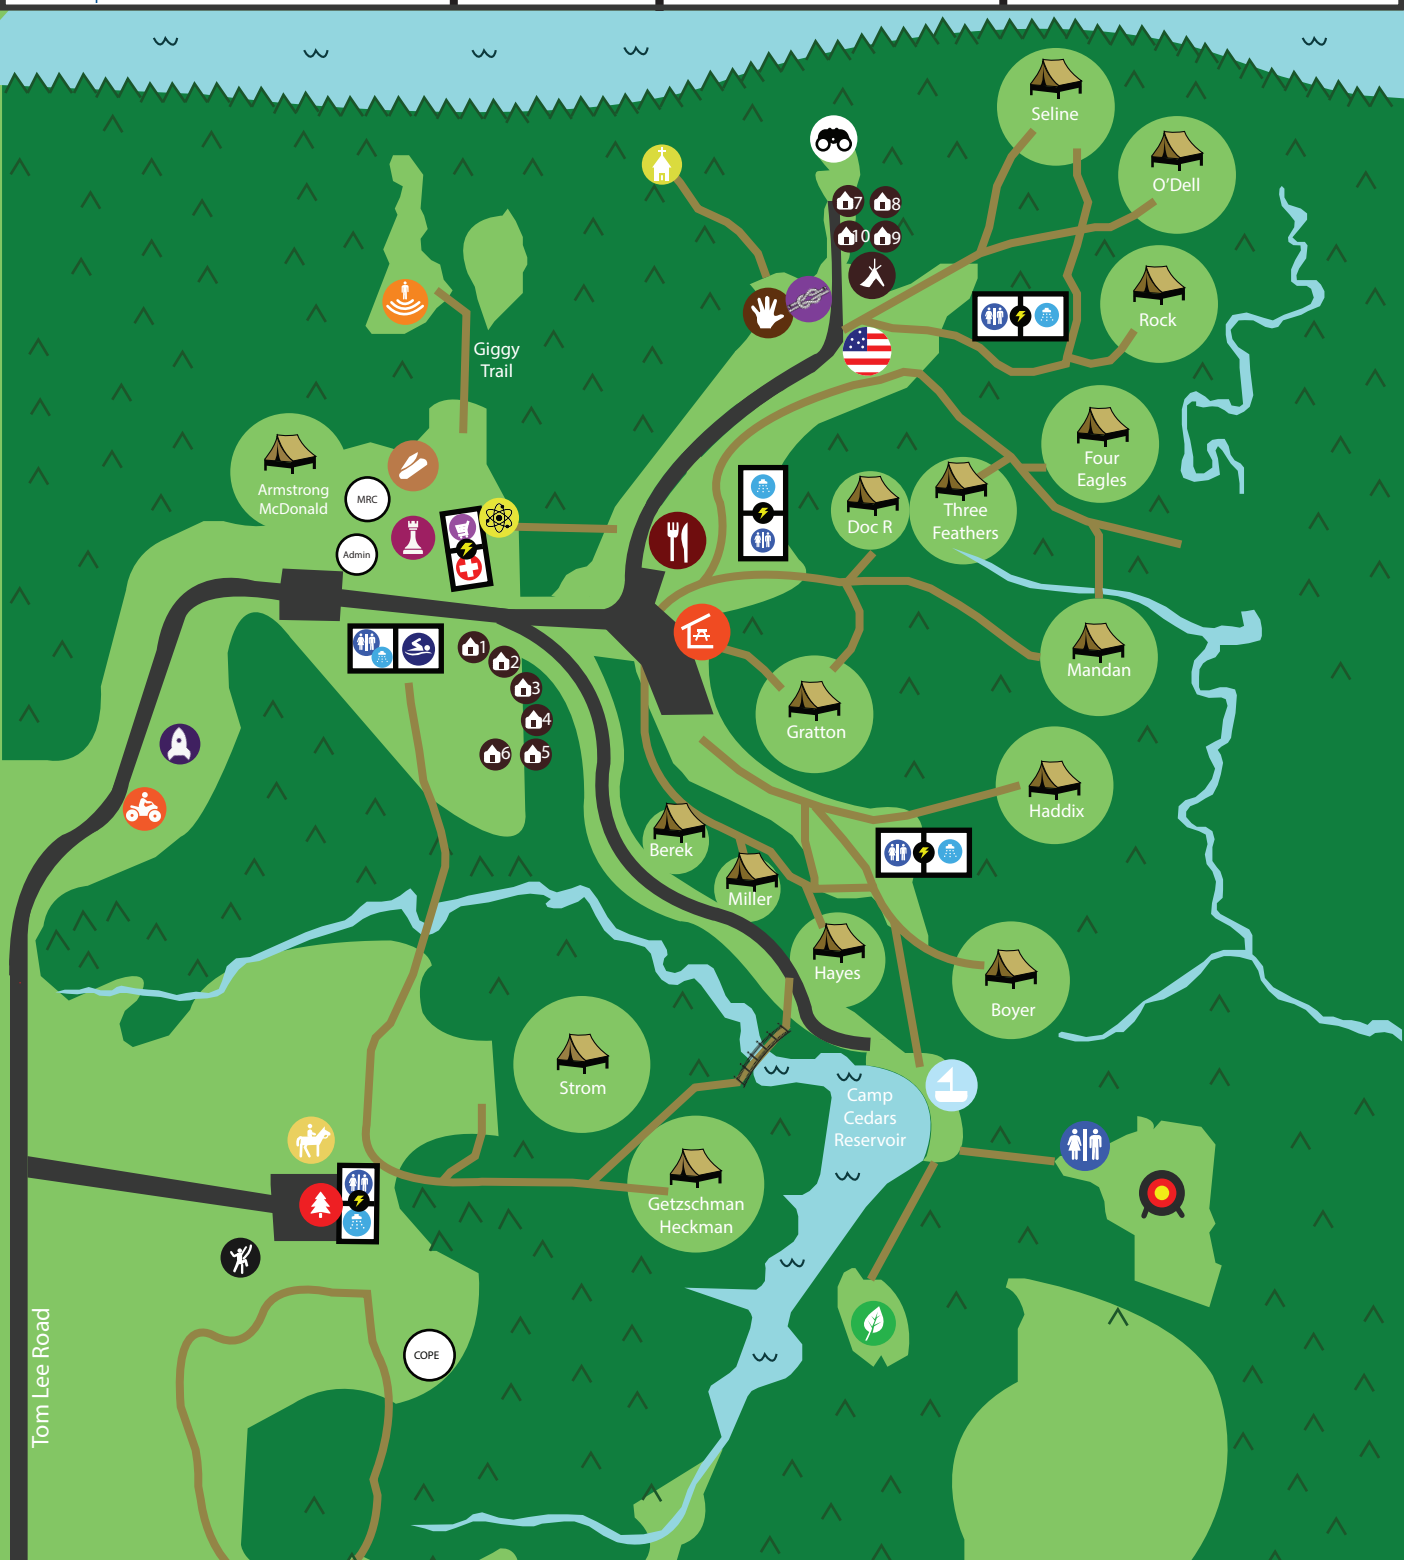 Seline
O'Dell
7
8
10
9
Rock
Giggy
Trail
Four
Eagles
Armstrong
McDonald
MRC
Three
Feathers
Doc R
Admin
1
2
3
4
6
5
Mandan
Gratton
Haddix
Berek
Miller
Hayes
Boyer
Strom
Camp
Cedars
Reservoir
Getzschman
Heckman
COPE
Tom Lee Road